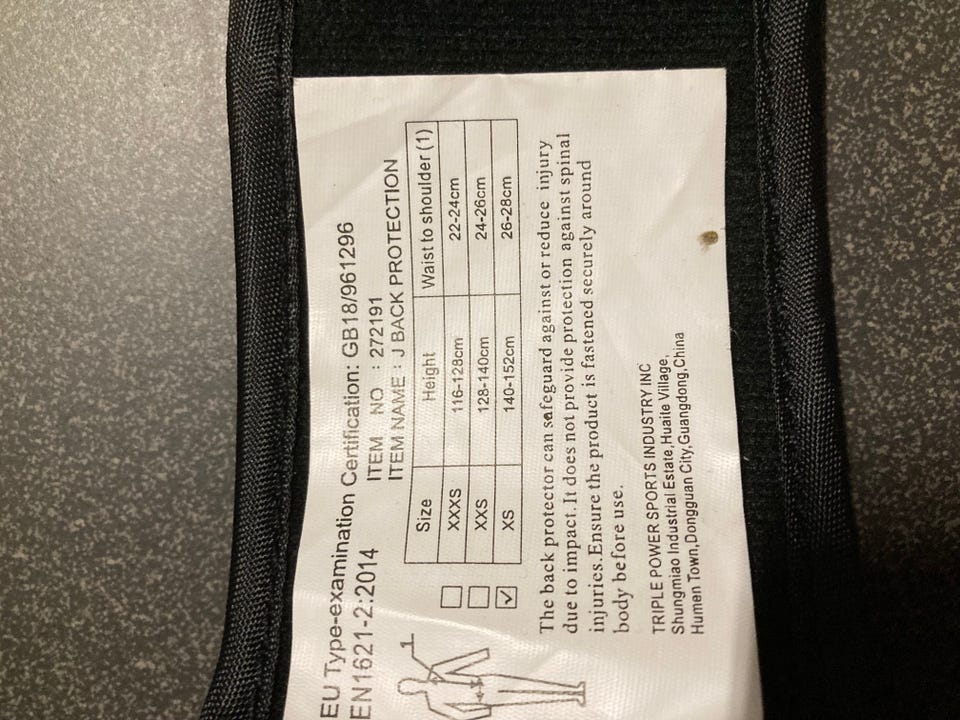 EU Type-examination Certification: GB18/961296
EN1621-2:2014
ITEM NO : 272191
ITEM NAME : J BACK PROTECTION
Size Height Waist to shoulder (1)
XXXS 116-128cm 22-24cm
XXS 128-140cm 24-26cm
XS 140-152cm 26-28cm
1
The back protector can safeguard against or reduce injury
due to impact.It does not provide protection against spinal
injuries.Ensure the product is fastened securely around
body before use.
TRIPLE POWER SPORTS INDUSTRY INC
Shungmiao Industrial Estate,Huaite Village,
Humen Town,Dongguan City,Guangdong,China